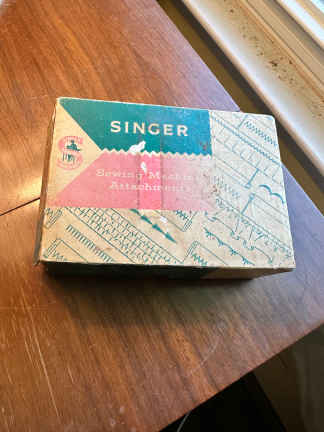 SINGER
Sewing Machine
Attachments